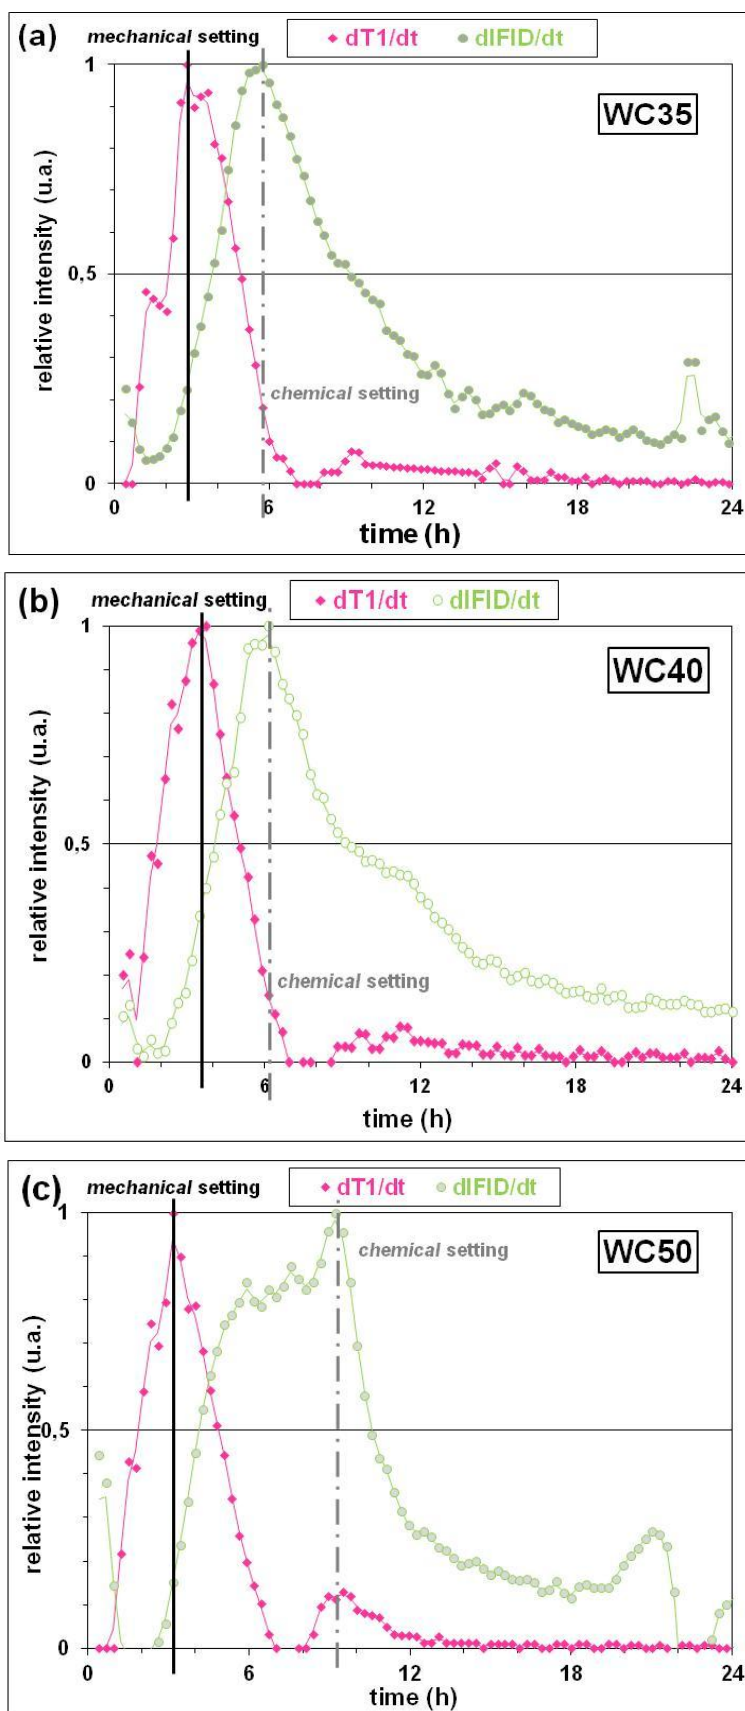 (a)
mechanical setting
dT1/dt dIFID/dt
WC35
relative intensity (u.a.)
1
0,5
0
chemical setting
0 6 12 18 24
time (h)
(b)
mechanical setting
dT1/dt dIFID/dt
WC40
relative intensity (u.a.)
1
0,5
0
chemical setting
0 6 12 18 24
time (h)
(c)
mechanical setting
dT1/dt dIFID/dt
WC50
relative intensity (u.a.)
1
chemical setting
0,5
0
0 6 12 18 24
time (h)